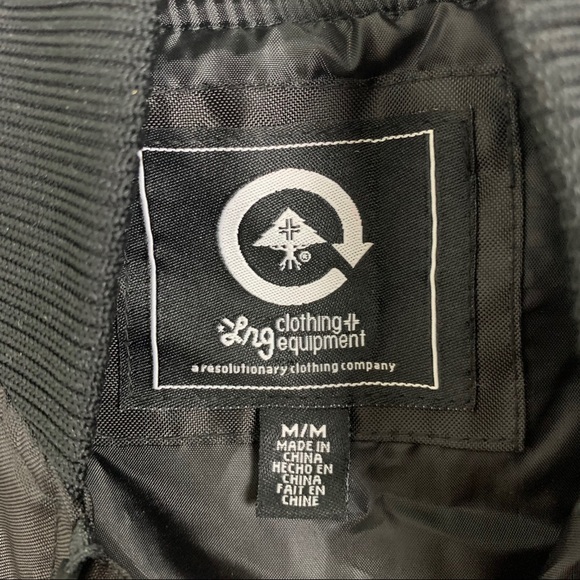 ®
Lrg clothing
equipment
a resolutionary clothing company
M/M
MADE IN
CHINA
HECHO EN
CHINA
FAIT EN
CHINE